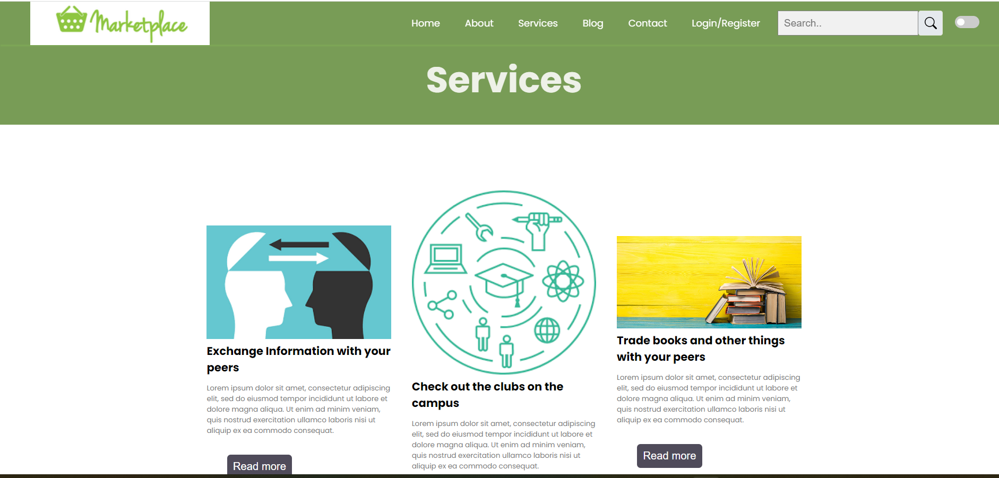 Marketplace
Home About Services Blog Contact Login/Register Search..
Services
Exchange Information with your
peers
Lorem ipsum dolor sit amet, consectetur adipiscing
elit, sed do eiusmod tempor incididunt ut labore et
dolore magna aliqua. Ut enim ad minim veniam,
quis nostrud exercitation ullamco laboris nisi ut
aliquip ex ea commodo consequat.
Read more
Check out the clubs on the
campus
Lorem ipsum dolor sit amet, consectetur adipiscing
elit, sed do eiusmod tempor incididunt ut labore et
dolore magna aliqua. Ut enim ad minim veniam,
quis nostrud exercitation ullamco laboris nisi ut
aliquip ex ea commodo consequat.
Trade books and other things
with your peers
Lorem ipsum dolor sit amet, consectetur adipiscing
elit, sed do eiusmod tempor incididunt ut labore et
dolore magna aliqua. Ut enim ad minim veniam,
quis nostrud exercitation ullamco laboris nisi ut
aliquip ex ea commodo consequat.
Read more